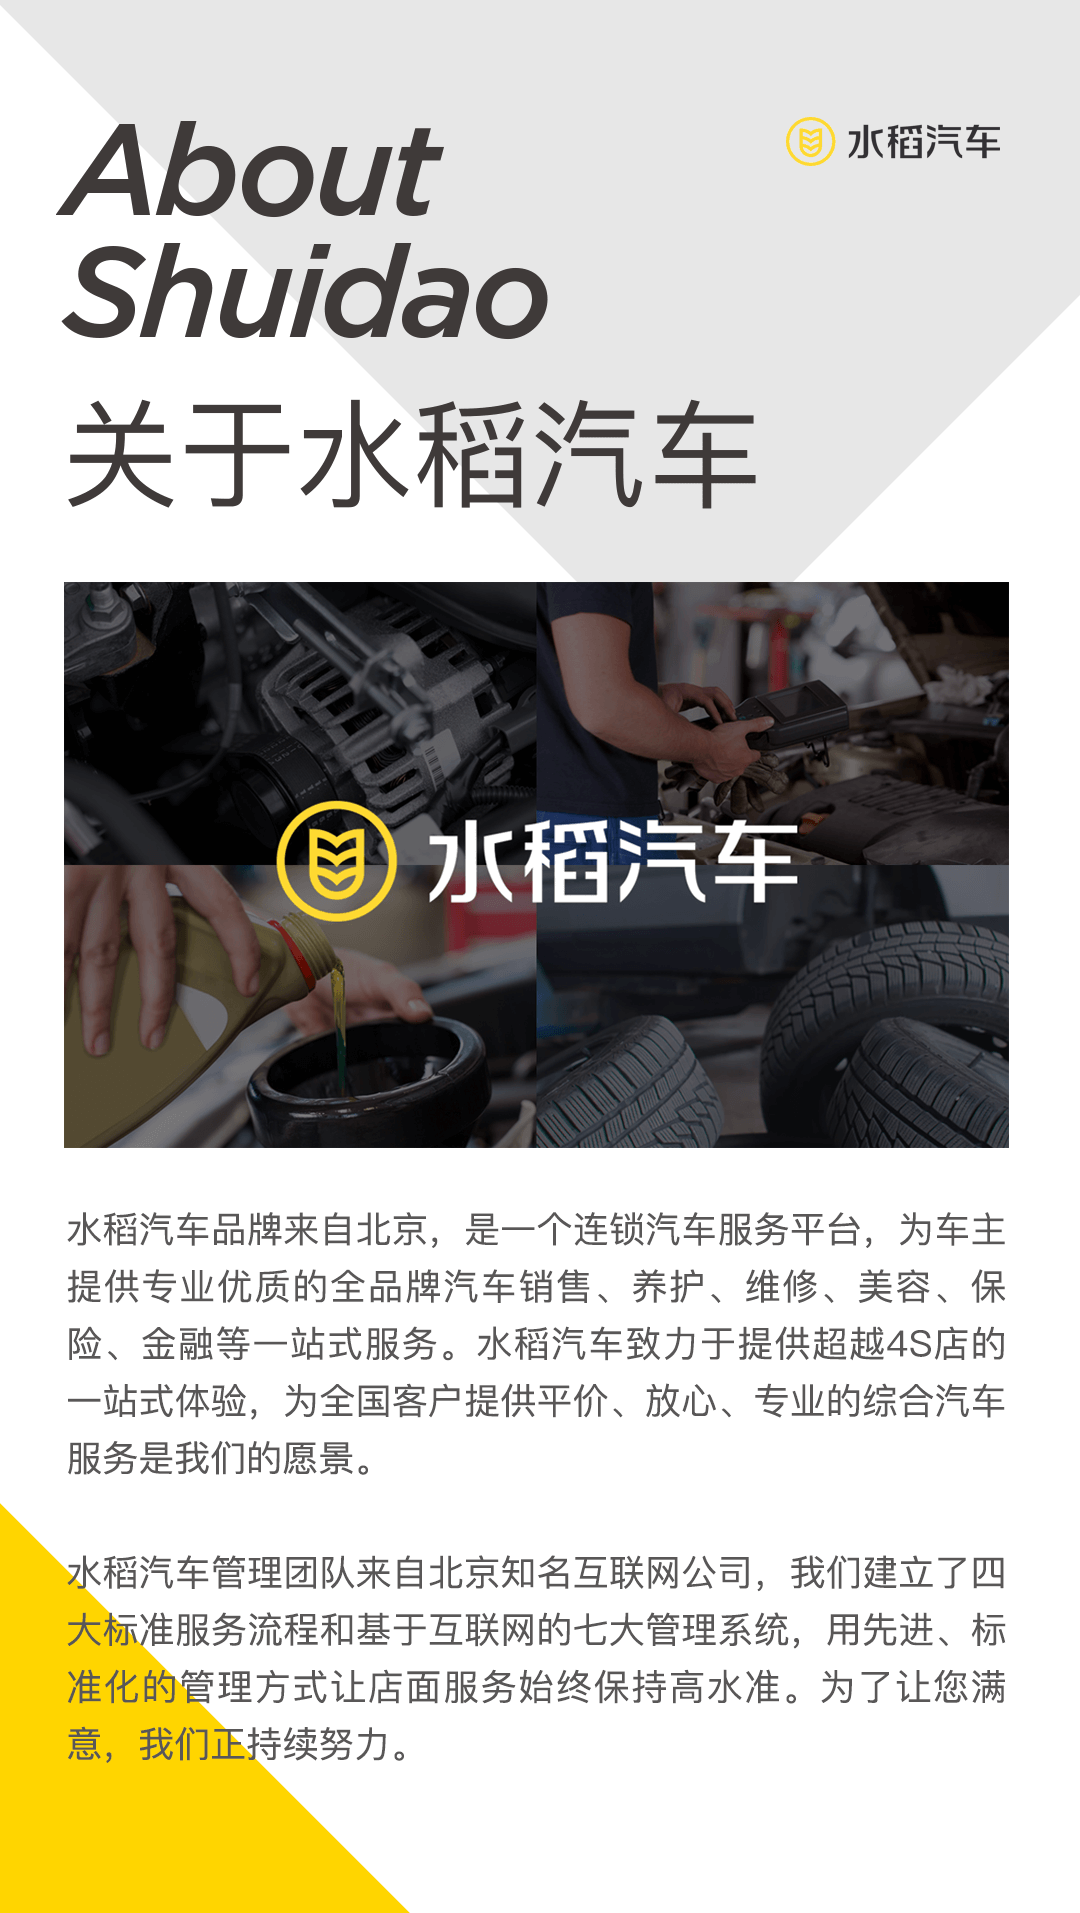 About
Shuidao
水稻汽车
关于水稻汽车
水稻汽车
水稻汽车品牌来自北京，是一个连锁汽车服务平台，为车主
提供专业优质的全品牌汽车销售、养护、维修、美容、保
险、金融等一站式服务。水稻汽车致力于提供超越4S店的
一站式体验，为全国客户提供平价、放心、专业的综合汽车
服务是我们的愿景。
水稻汽车管理团队来自北京知名互联网公司，我们建立了四
大标准服务流程和基于互联网的七大管理系统，用先进、标
准化的管理方式让店面服务始终保持高水准。为了让您满
意，我们正持续努力。